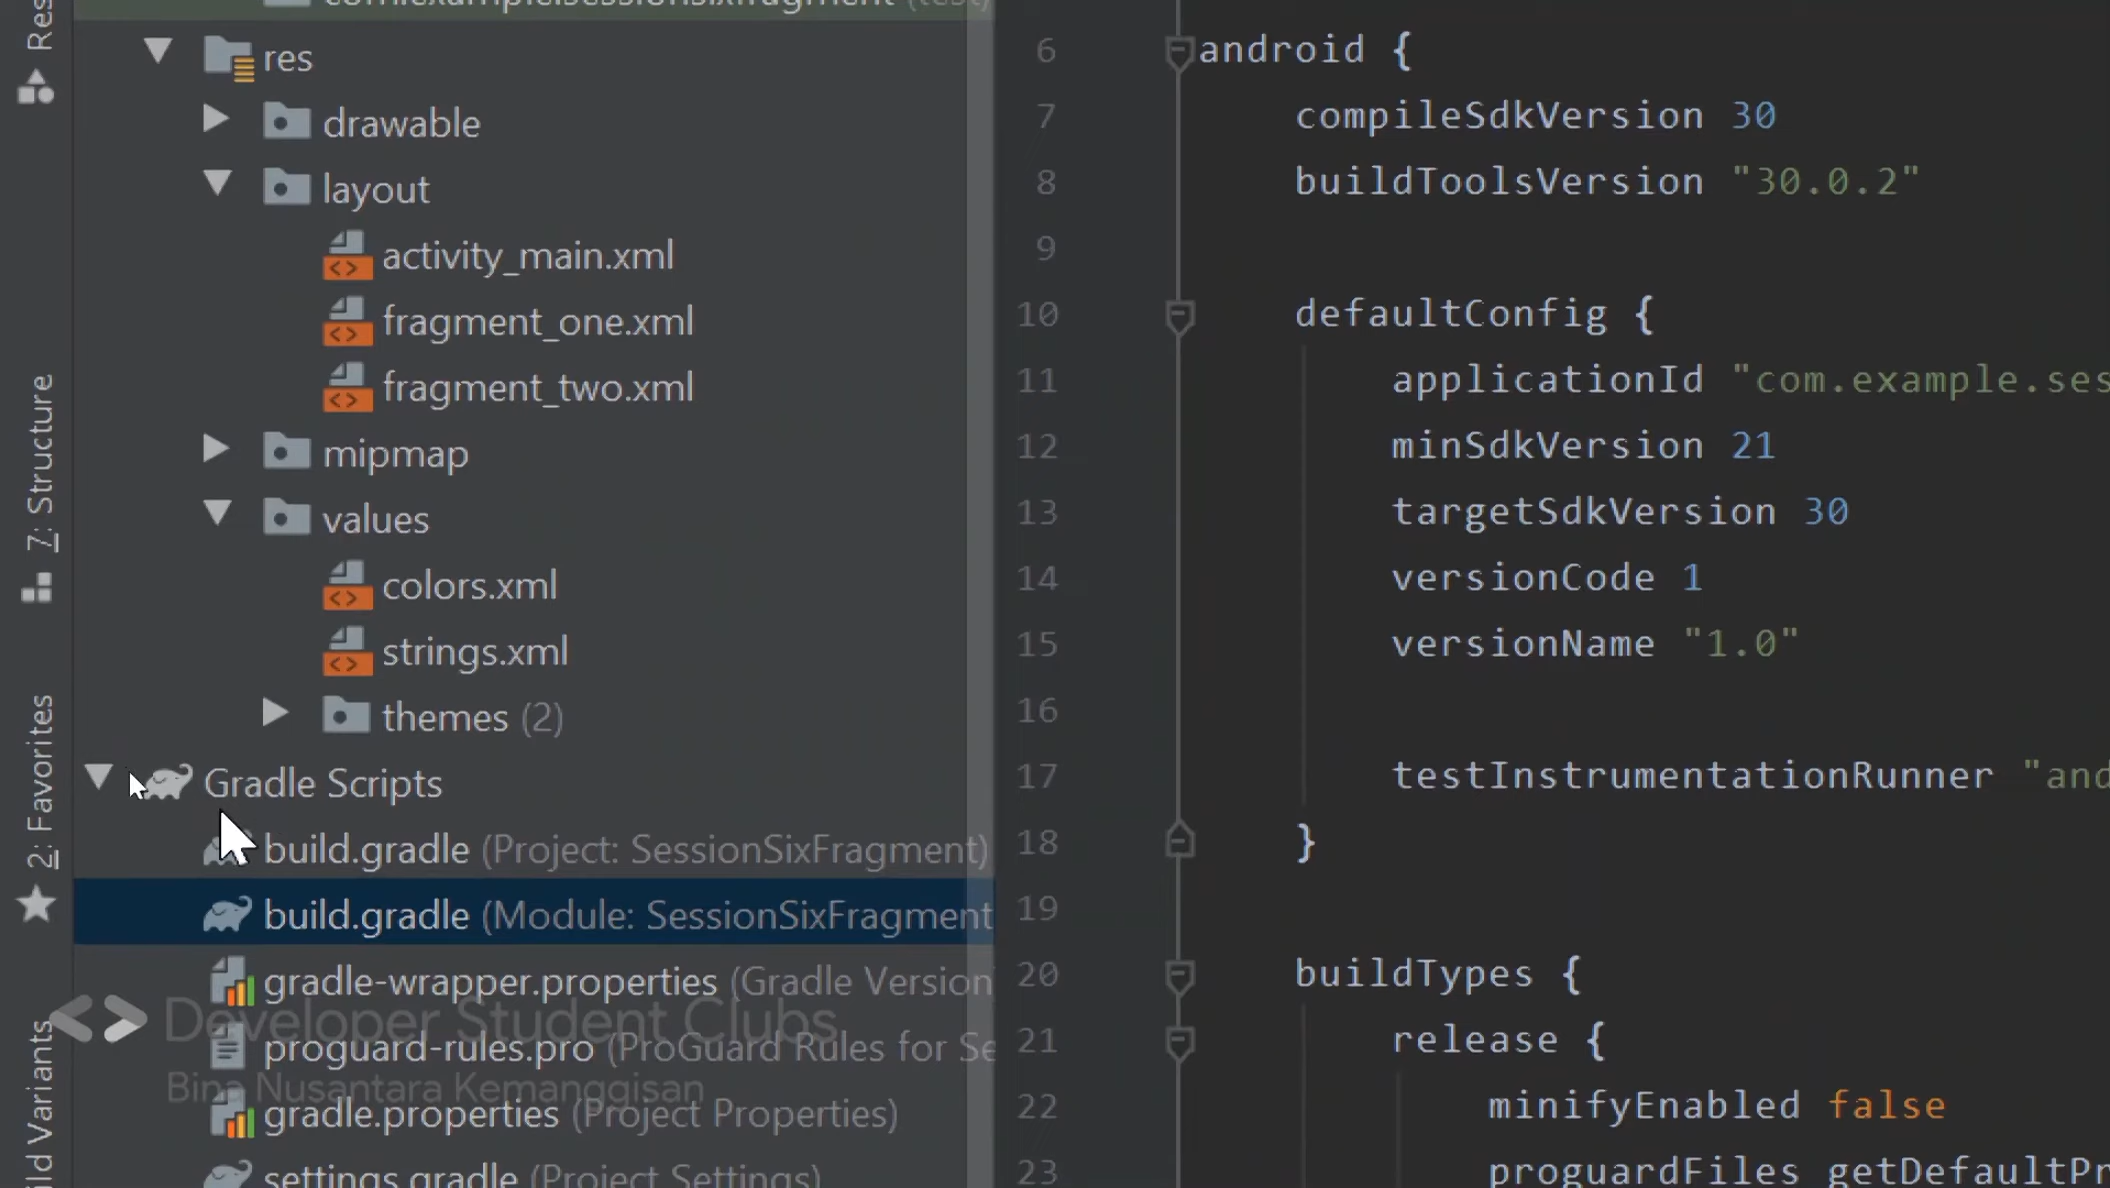 res
drawable
layout
activity_main.xml
fragment_one.xml
fragment_two.xml
mipmap
values
colors.xml
strings.xml
themes (2)
Gradle Scripts
build.gradle (Project: SessionSixFragment)
build.gradle (Module: SessionSixFragment
gradle-wrapper.properties (Gradle Version
proguard-rules.pro (ProGuard Rules for Se
gradle.properties (Project Properties)
settings.gradle (Project Settings)
7: Structure
2: Favorites
ild Variants
Developer Student Clubs
Bina Nusantara Kemanggisan
6 android {
7 compileSdkVersion 30
8 buildToolsVersion "30.0.2"
9
10 defaultConfig {
11 applicationId "com.example.ses
12 minSdkVersion 21
13 targetSdkVersion 30
14 versionCode 1
15 versionName "1.0"
16
17 testInstrumentationRunner "and
18 }
19
20 buildTypes {
21 release {
22 minifyEnabled false
23 proguardFiles getDefaultPr